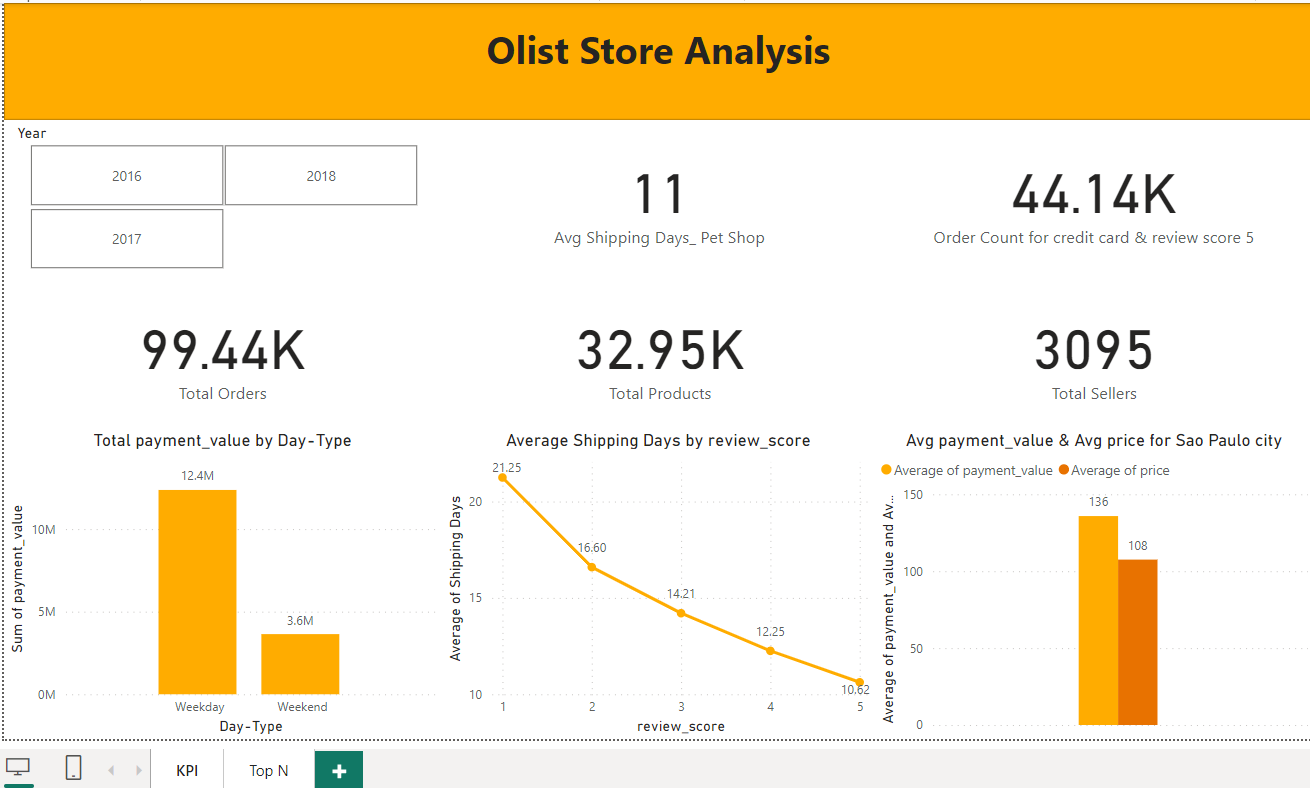 Olist Store Analysis
Year
2016
2018
2017
11
Avg Shipping Days_ Pet Shop
44.14K
Order Count for credit card & review score 5
99.44K
Total Orders
32.95K
Total Products
3095
Total Sellers
Total payment_value by Day-Type
Sum of payment_value
10M
5M
0M
12.4M
3.6M
Weekday
Weekend
Day-Type
Average Shipping Days by review_score
Average of Shipping Days
20
15
10
21.25
16.60
14.21
12.25
10.62
1
2
3
4
5
review_score
Avg payment_value & Avg price for Sao Paulo city
Average of payment_value
Average of price
Average of payment_value and Av...
150
100
50
0
136
108
KPI
Top N